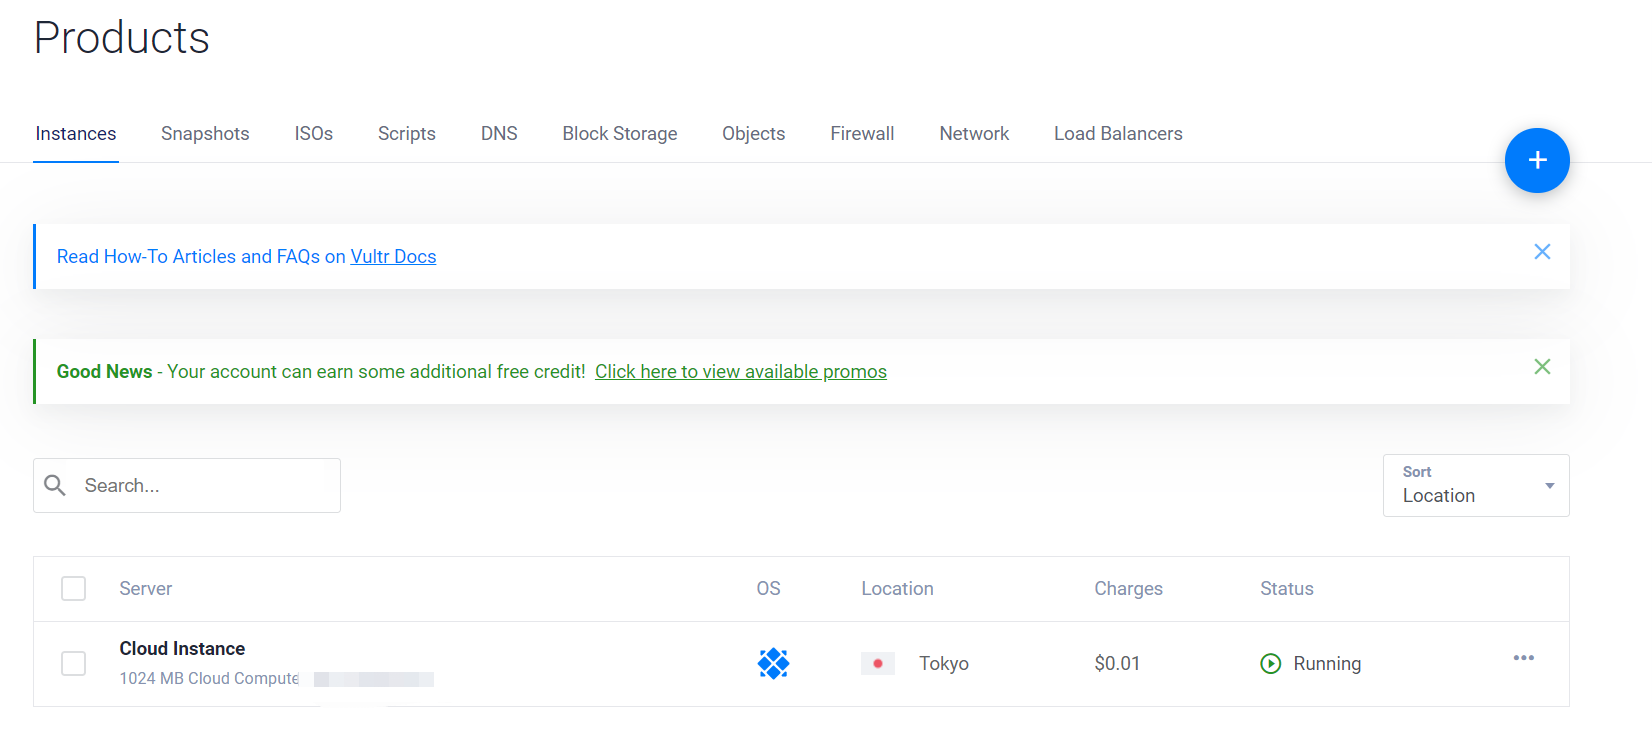 Products
Instances Snapshots ISOs Scripts DNS Block Storage Objects Firewall Network Load Balancers
Read How-To Articles and FAQs on Vultr Docs
Good News - Your account can earn some additional free credit! Click here to view available promos
Search...
Sort
Location
Server OS Location Charges Status
Cloud Instance
1024 MB Cloud Compute
Tokyo $0.01 Running